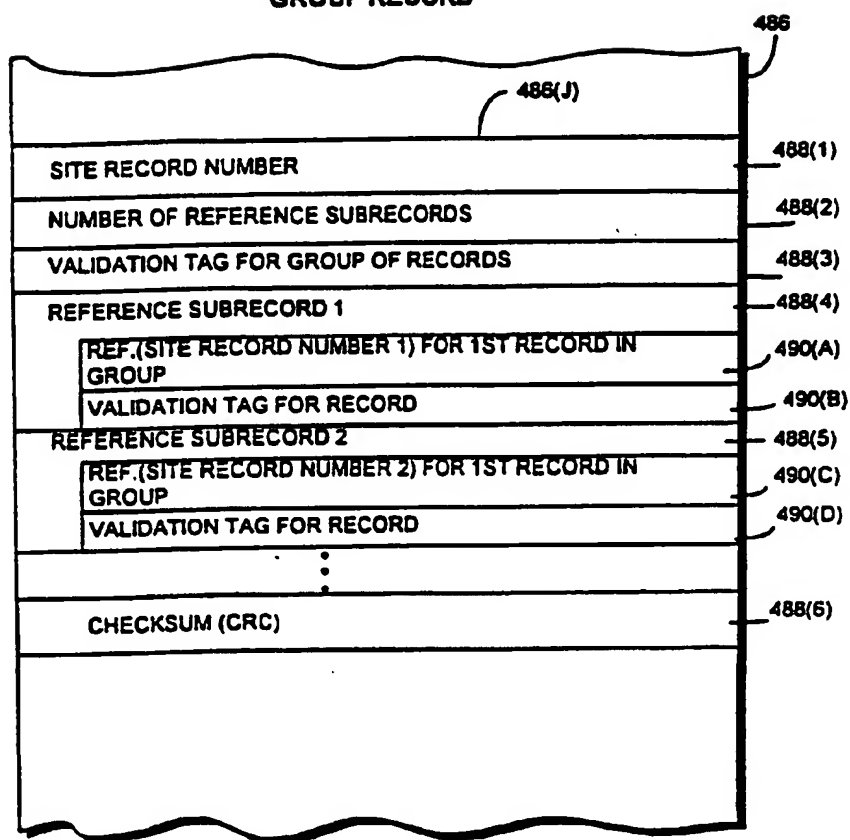 GROUP RECORD
486
486(J)
SITE RECORD NUMBER 488(1)
NUMBER OF REFERENCE SUBRECORDS 488(2)
VALIDATION TAG FOR GROUP OF RECORDS 488(3)
REFERENCE SUBRECORD 1 488(4)
REF.(SITE RECORD NUMBER 1) FOR 1ST RECORD IN
GROUP 490(A)
VALIDATION TAG FOR RECORD 490(B)
REFERENCE SUBRECORD 2 488(5)
REF.(SITE RECORD NUMBER 2) FOR 1ST RECORD IN
GROUP 490(C)
VALIDATION TAG FOR RECORD 490(D)
CHECKSUM (CRC) 488(6)